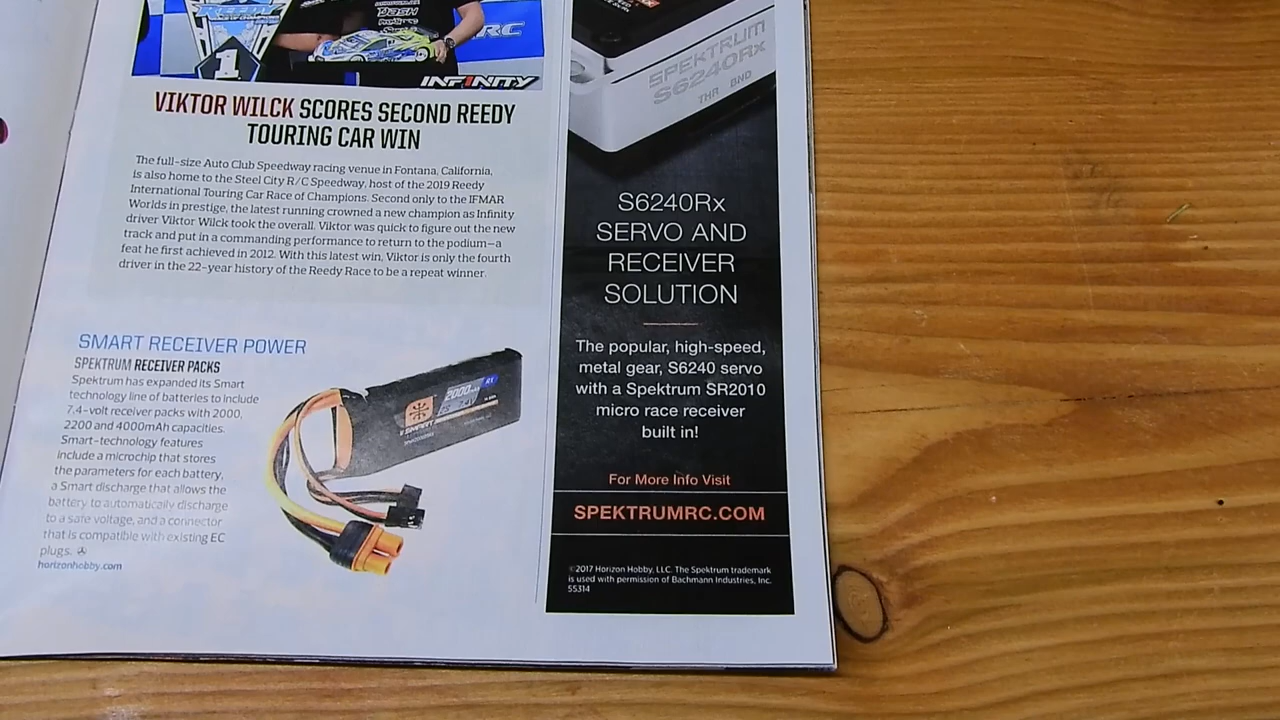 REEDY
1
DASH
RC
INFINITY
VIKTOR WILCK SCORES SECOND REEDY
TOURING CAR WIN
The full-size Auto Club Speedway racing venue in Fontana, California,
is also home to the Steel City R/C Speedway, host of the 2019 Reedy
International Touring Car Race of Champions. Second only to the IFMAR
Worlds in prestige, the latest running crowned a new champion as Infinity
driver Viktor Wilck took the overall. Viktor was quick to figure out the new
track and put in a commanding performance to return to the podium—a
feat he first achieved in 2012. With this latest win, Viktor is only the fourth
driver in the 22-year history of the Reedy Race to be a repeat winner.
SMART RECEIVER POWER
SPEKTRUM RECEIVER PACKS
Spektrum has expanded its Smart
technology line of batteries to include
7.4-volt receiver packs with 2000,
2200 and 4000mAh capacities.
Smart-technology features
include a microchip that stores
the parameters for each battery,
a Smart discharge that allows the
battery to automatically discharge
to a safe voltage, and a connector
that is compatible with existing EC
plugs.
horizonhobby.com
2000mAh
SMART
SPEKTRUM
S6240Rx
THR BND
S6240Rx
SERVO AND
RECEIVER
SOLUTION
The popular, high-speed,
metal gear, S6240 servo
with a Spektrum SR2010
micro race receiver
built in!
For More Info Visit
SPEKTRUMRC.COM
©2017 Horizon Hobby, LLC. The Spektrum trademark
is used with permission of Bachmann Industries, Inc.
55314